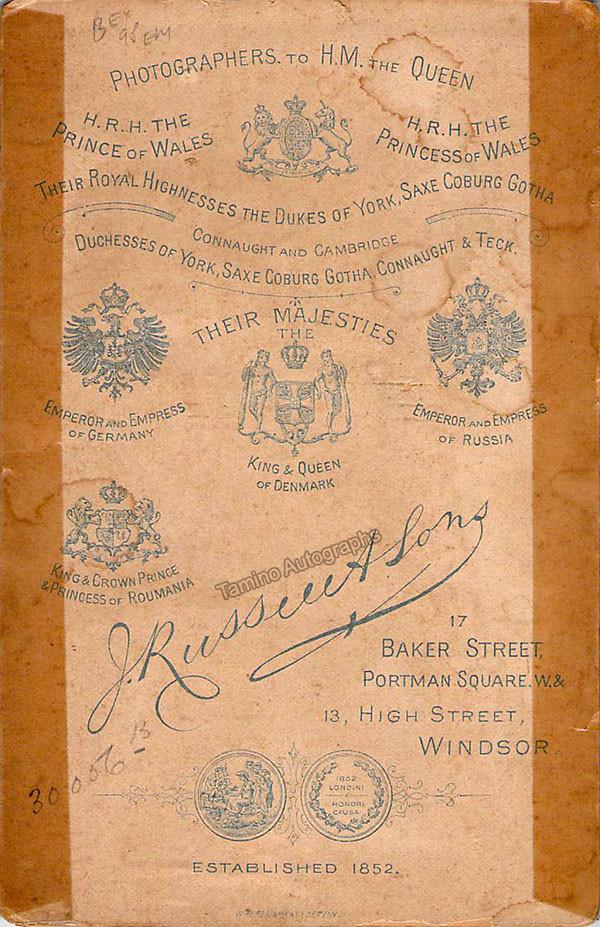 PHOTOGRAPHERS. TO H.M. THE QUEEN
H.R.H. THE
PRINCE OF WALES
H.R.H. THE
PRINCESS OF WALES
THEIR ROYAL HIGHNESSES THE DUKES OF YORK, SAXE COBURG GOTHA
CONNAUGHT AND CAMBRIDGE
DUCHESSES OF YORK, SAXE COBURG GOTHA, CONNAUGHT & TECK.
THEIR MAJESTIES
THE
EMPEROR AND EMPRESS
OF GERMANY
KING & QUEEN
OF DENMARK
EMPEROR AND EMPRESS
OF RUSSIA
KING & CROWN PRINCE
& PRINCESS OF ROUMANIA
Tamino Autographs
J. Russell & Sons
17
BAKER STREET,
PORTMAN SQUARE. W. &
13, HIGH STREET,
WINDSOR
30056 13
1862
LONDINI
HONORIS
CAUSA
ESTABLISHED 1852.